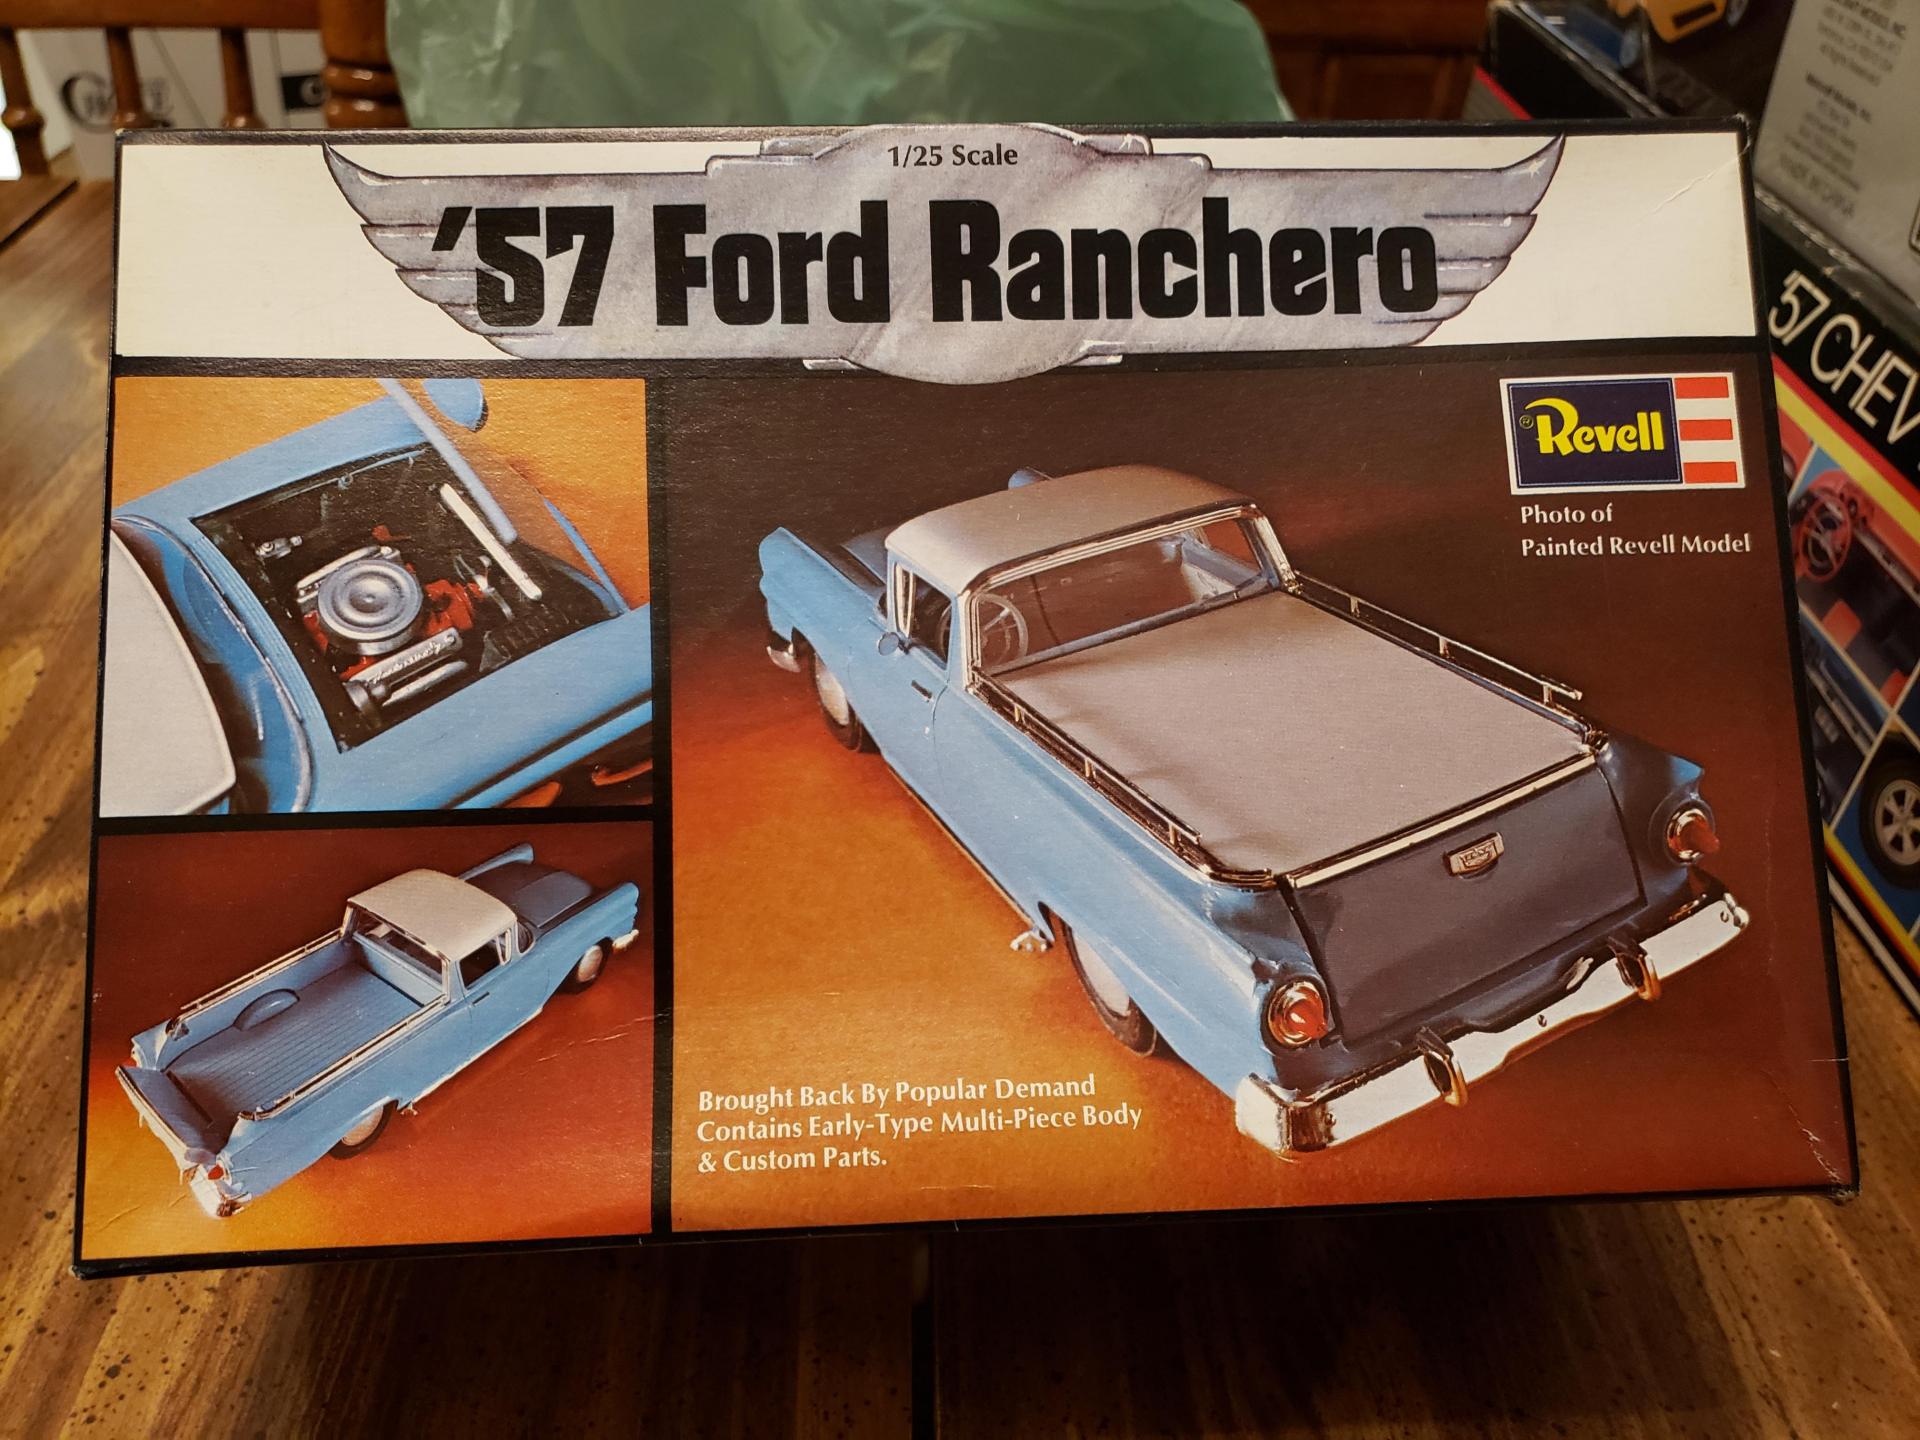 1/25 Scale
'57 Ford Ranchero
® Revell
Photo of
Painted Revell Model
Brought Back By Popular Demand
Contains Early-Type Multi-Piece Body
& Custom Parts.
'57 CHEV